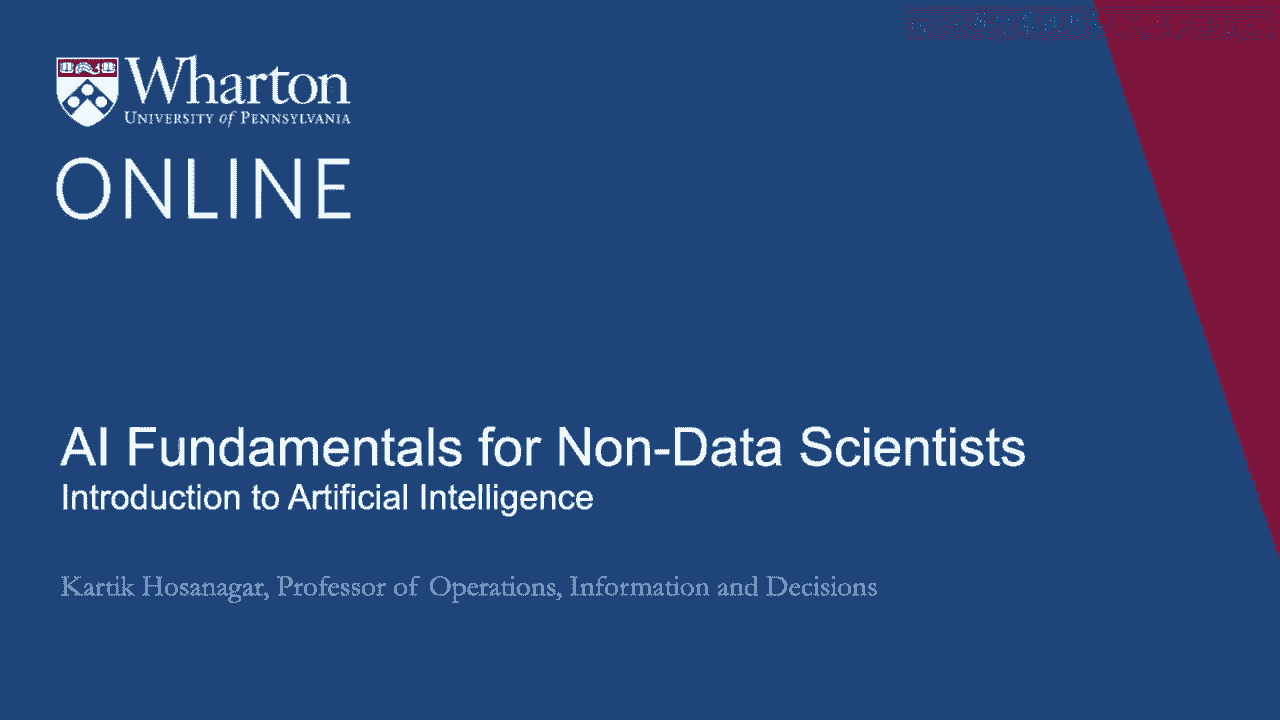 Wharton
UNIVERSITY of PENNSYLVANIA
ONLINE
AI Fundamentals for Non-Data Scientists
Introduction to Artificial Intelligence
Kartik Hosanagar, Professor of Operations, Information and Decisions